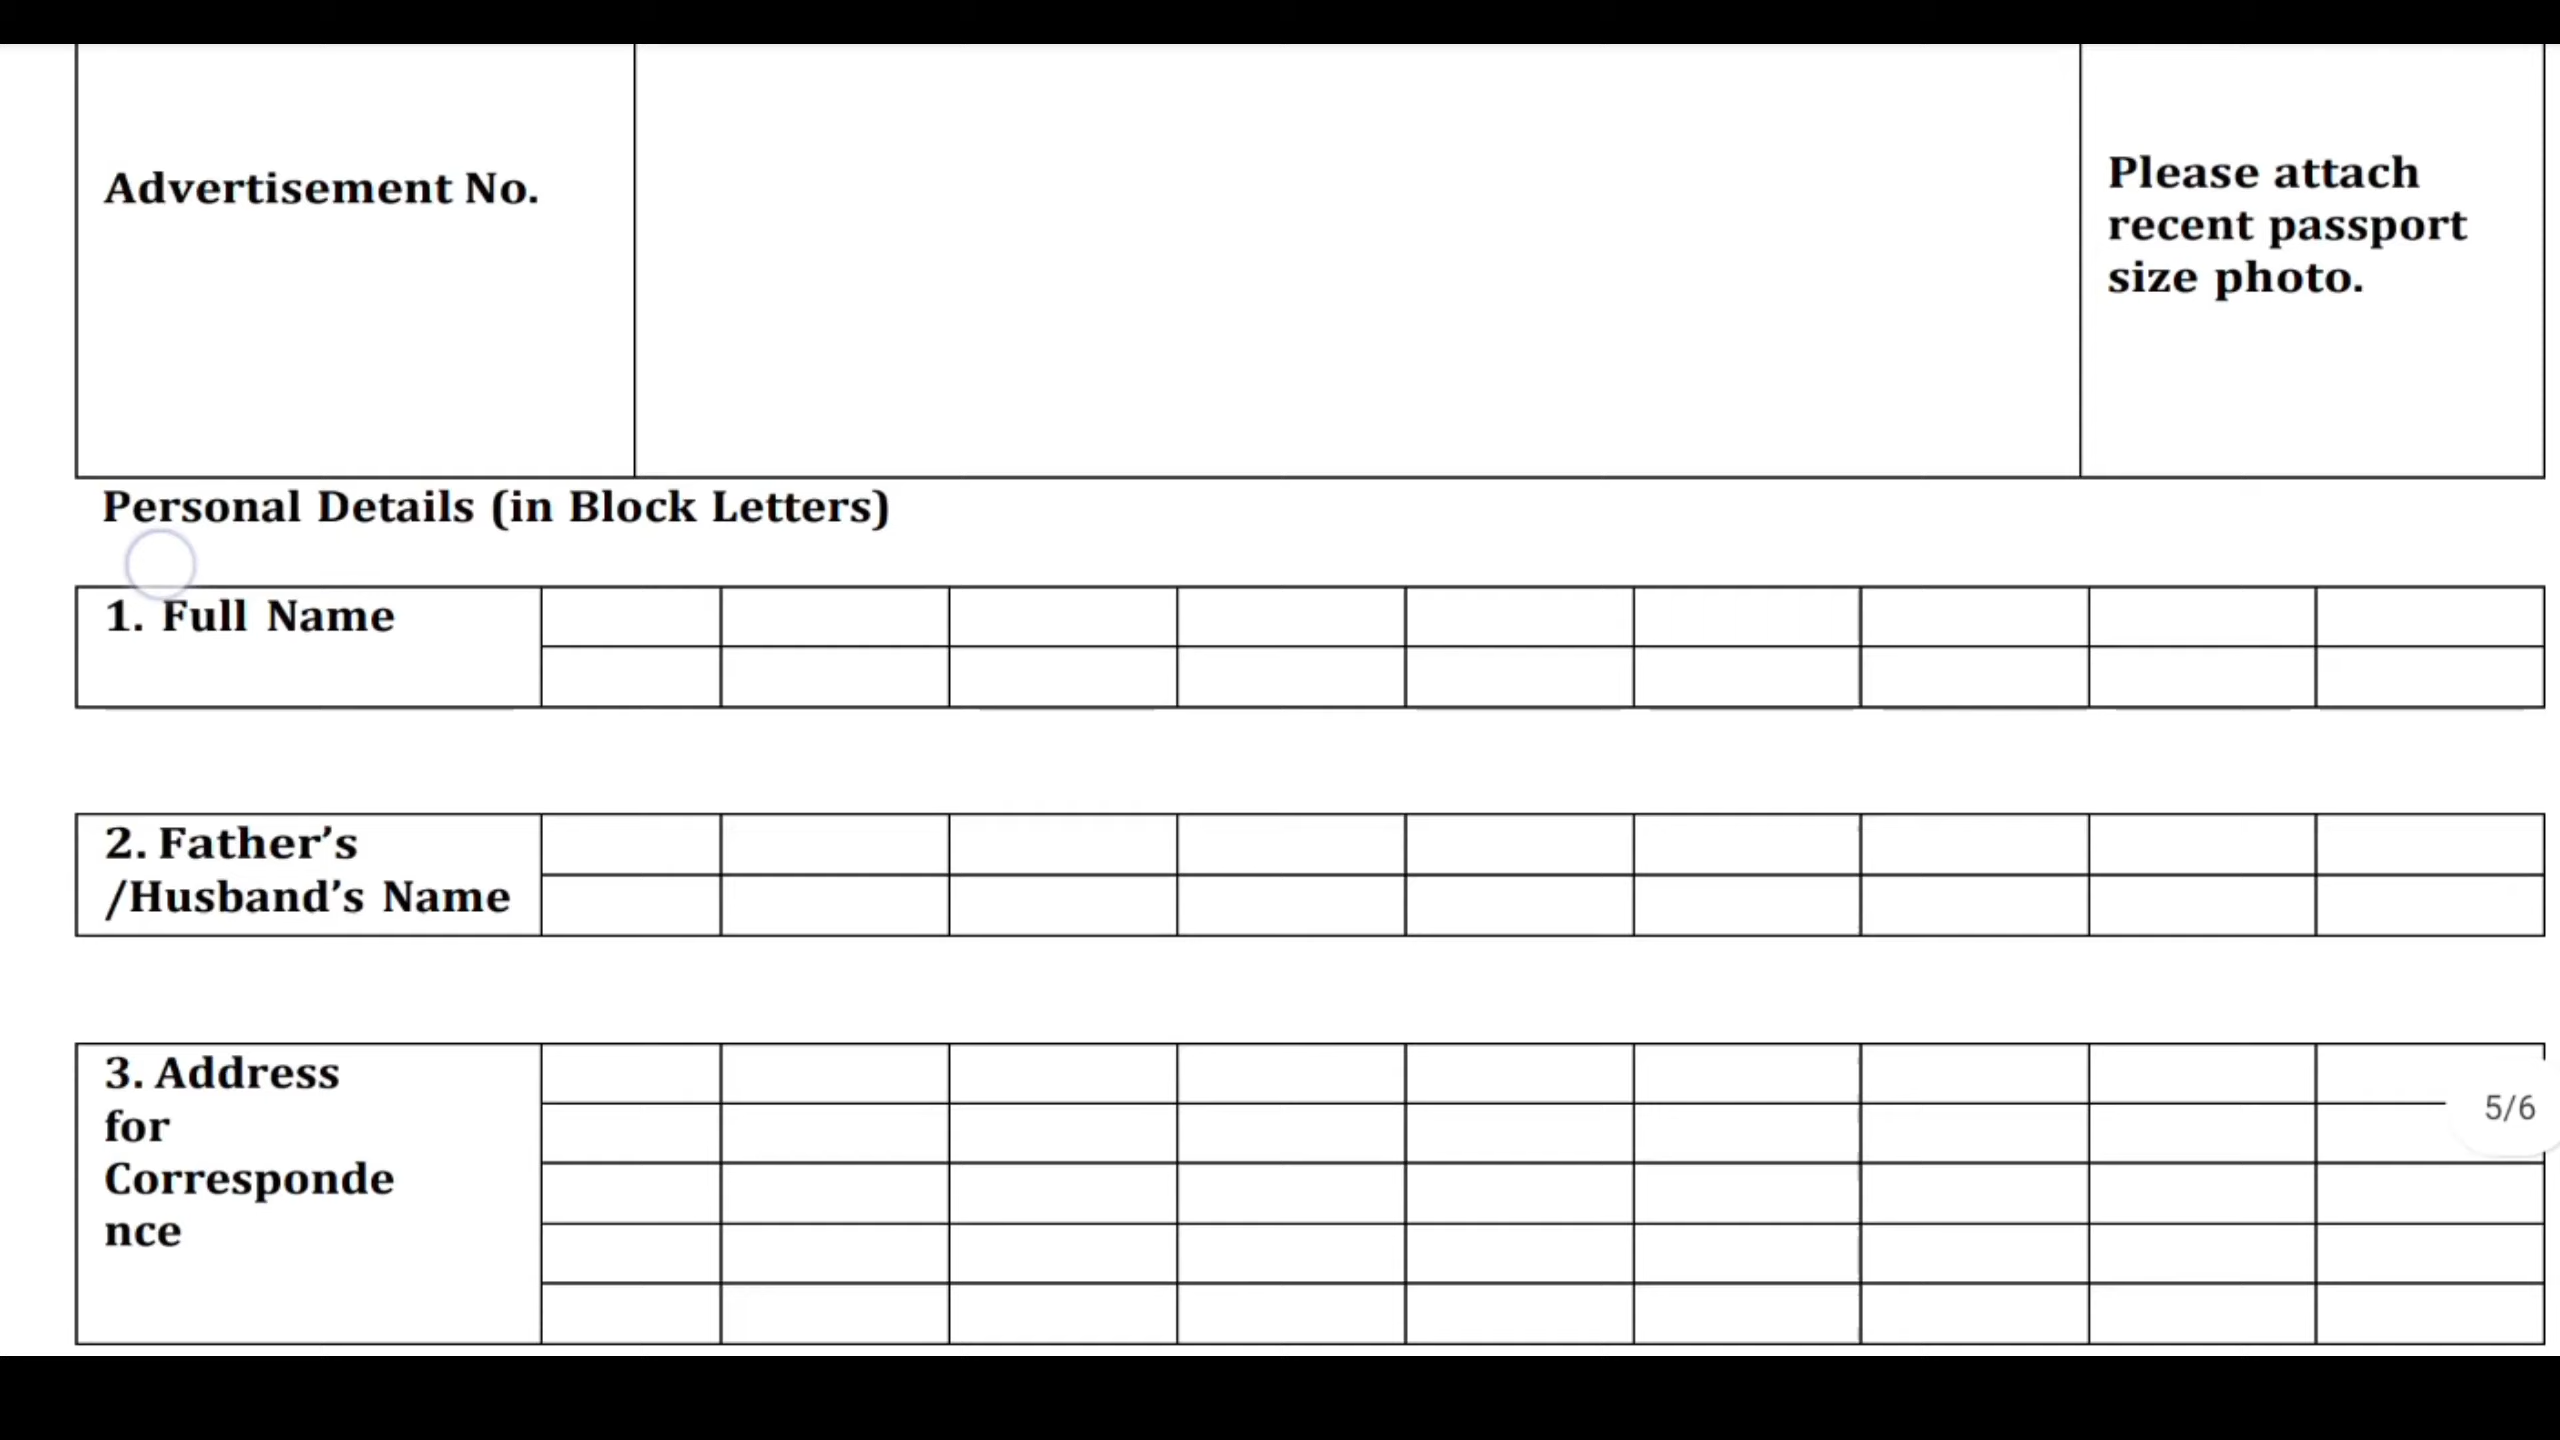 Advertisement No.
Please attach
recent passport
size photo.
Personal Details (in Block Letters)
1. Full Name
2. Father’s
/Husband’s Name
3. Address
for
Corresponde
nce
5/6